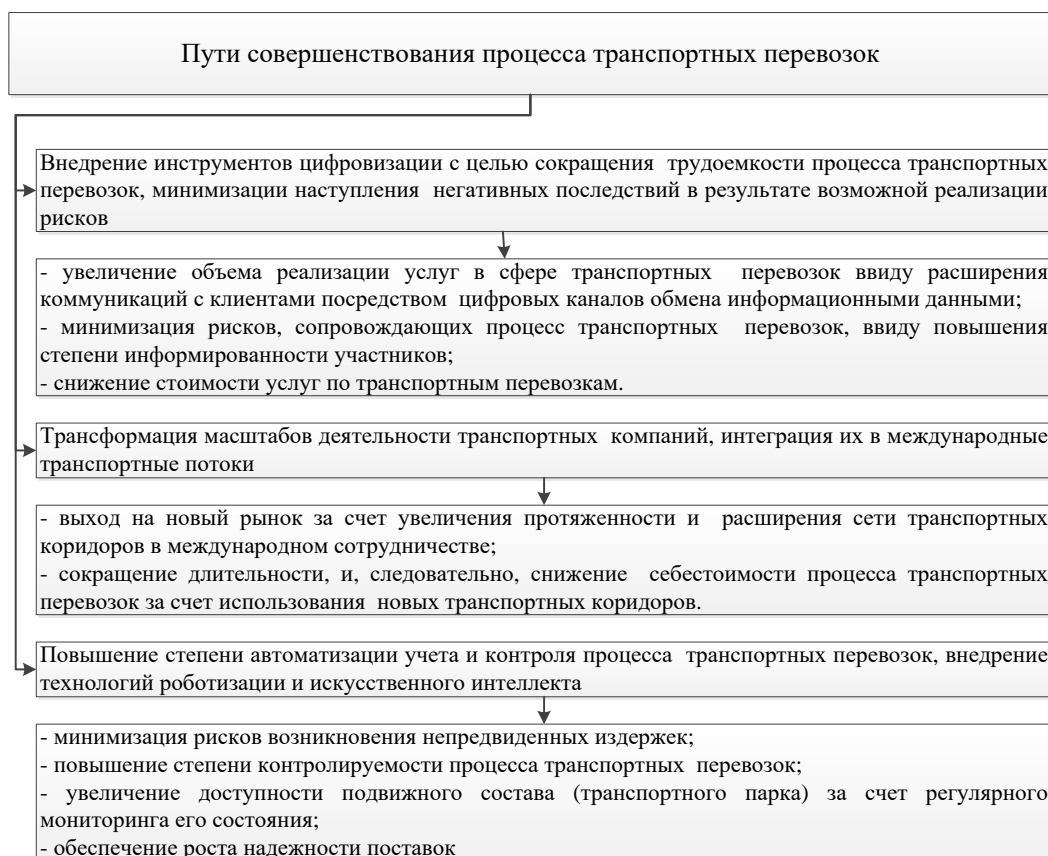 Пути совершенствования процесса транспортных перевозок
Внедрение инструментов цифровизации с целью сокращения трудоемкости процесса транспортных
перевозок, минимизации наступления негативных последствий в результате возможной реализации
рисков
- увеличение объема реализации услуг в сфере транспортных перевозок ввиду расширения
коммуникаций с клиентами посредством цифровых каналов обмена информационными данными;
- минимизация рисков, сопровождающих процесс транспортных перевозок, ввиду повышения
степени информированности участников;
- снижение стоимости услуг по транспортным перевозкам.
Трансформация масштабов деятельности транспортных компаний, интеграция их в международные
транспортные потоки
- выход на новый рынок за счет увеличения протяженности и расширения сети транспортных
коридоров в международном сотрудничестве;
- сокращение длительности, и, следовательно, снижение себестоимости процесса транспортных
перевозок за счет использования новых транспортных коридоров.
Повышение степени автоматизации учета и контроля процесса транспортных перевозок, внедрение
технологий роботизации и искусственного интеллекта
- минимизация рисков возникновения непредвиденных издержек;
- повышение степени контролируемости процесса транспортных перевозок;
- увеличение доступности подвижного состава (транспортного парка) за счет регулярного
мониторинга его состояния;
- обеспечение роста надежности поставок